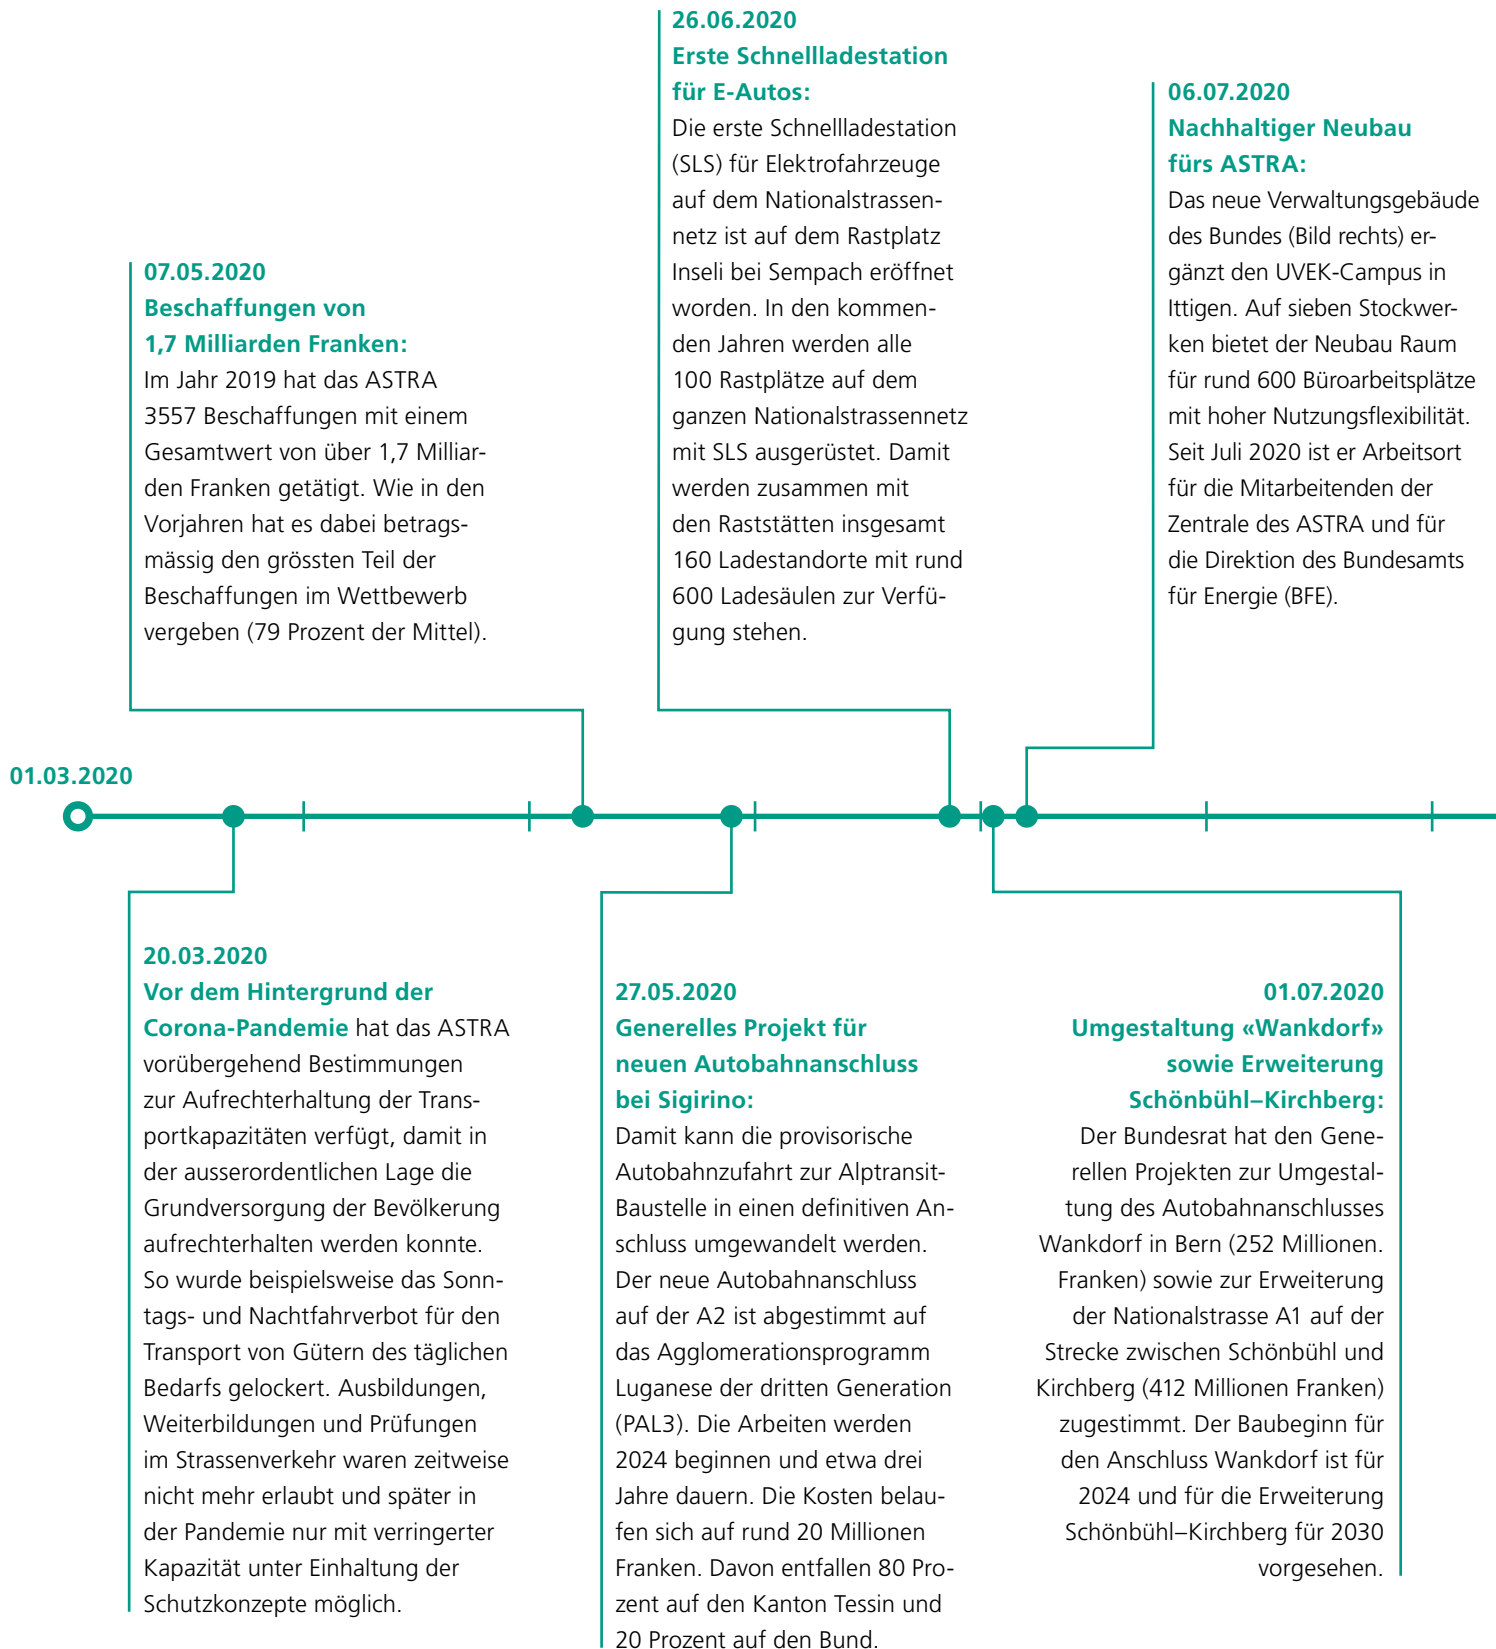 26.06.2020
Erste Schnellladestation
für E-Autos:
Die erste Schnellladestation
(SLS) für Elektrofahrzeuge
auf dem Nationalstrassen-
netz ist auf dem Rastplatz
Inseli bei Sempach eröffnet
worden. In den kommen-
den Jahren werden alle
100 Rastplätze auf dem
ganzen Nationalstrassennetz
mit SLS ausgerüstet. Damit
werden zusammen mit
den Raststätten insgesamt
160 Ladestandorte mit rund
600 Ladesäulen zur Verfü-
gung stehen.
06.07.2020
Nachhaltiger Neubau
fürs ASTRA:
Das neue Verwaltungsgebäude
des Bundes (Bild rechts) er-
gänzt den UVEK-Campus in
Ittigen. Auf sieben Stockwer-
ken bietet der Neubau Raum
für rund 600 Büroarbeitsplätze
mit hoher Nutzungsflexibilität.
Seit Juli 2020 ist er Arbeitsort
für die Mitarbeitenden der
Zentrale des ASTRA und für
die Direktion des Bundesamts
für Energie (BFE).
07.05.2020
Beschaffungen von
1,7 Milliarden Franken:
Im Jahr 2019 hat das ASTRA
3557 Beschaffungen mit einem
Gesamtwert von über 1,7 Milliar-
den Franken getätigt. Wie in den
Vorjahren hat es dabei betrags-
mässig den grössten Teil der
Beschaffungen im Wettbewerb
vergeben (79 Prozent der Mittel).
01.03.2020
20.03.2020
Vor dem Hintergrund der
Corona-Pandemie hat das ASTRA
vorübergehend Bestimmungen
zur Aufrechterhaltung der Trans-
portkapazitäten verfügt, damit in
der ausserordentlichen Lage die
Grundversorgung der Bevölkerung
aufrechterhalten werden konnte.
So wurde beispielsweise das Sonn-
tags- und Nachtfahrverbot für den
Transport von Gütern des täglichen
Bedarfs gelockert. Ausbildungen,
Weiterbildungen und Prüfungen
im Strassenverkehr waren zeitweise
nicht mehr erlaubt und später in
der Pandemie nur mit verringerter
Kapazität unter Einhaltung der
Schutzkonzepte möglich.
27.05.2020
Generelles Projekt für
neuen Autobahnanschluss
bei Sigirino:
Damit kann die provisorische
Autobahnzufahrt zur Alptransit-
Baustelle in einen definitiven An-
schluss umgewandelt werden.
Der neue Autobahnanschluss
auf der A2 ist abgestimmt auf
das Agglomerationsprogramm
Luganese der dritten Generation
(PAL3). Die Arbeiten werden
2024 beginnen und etwa drei
Jahre dauern. Die Kosten belau-
fen sich auf rund 20 Millionen
Franken. Davon entfallen 80 Pro-
zent auf den Kanton Tessin und
20 Prozent auf den Bund.
01.07.2020
Umgestaltung «Wankdorf»
sowie Erweiterung
Schönbühl–Kirchberg:
Der Bundesrat hat den Gene-
rellen Projekten zur Umgestal-
tung des Autobahnanschlusses
Wankdorf in Bern (252 Millionen.
Franken) sowie zur Erweiterung
der Nationalstrasse A1 auf der
Strecke zwischen Schönbühl und
Kirchberg (412 Millionen Franken)
zugestimmt. Der Baubeginn für
den Anschluss Wankdorf ist für
2024 und für die Erweiterung
Schönbühl–Kirchberg für 2030
vorgesehen.